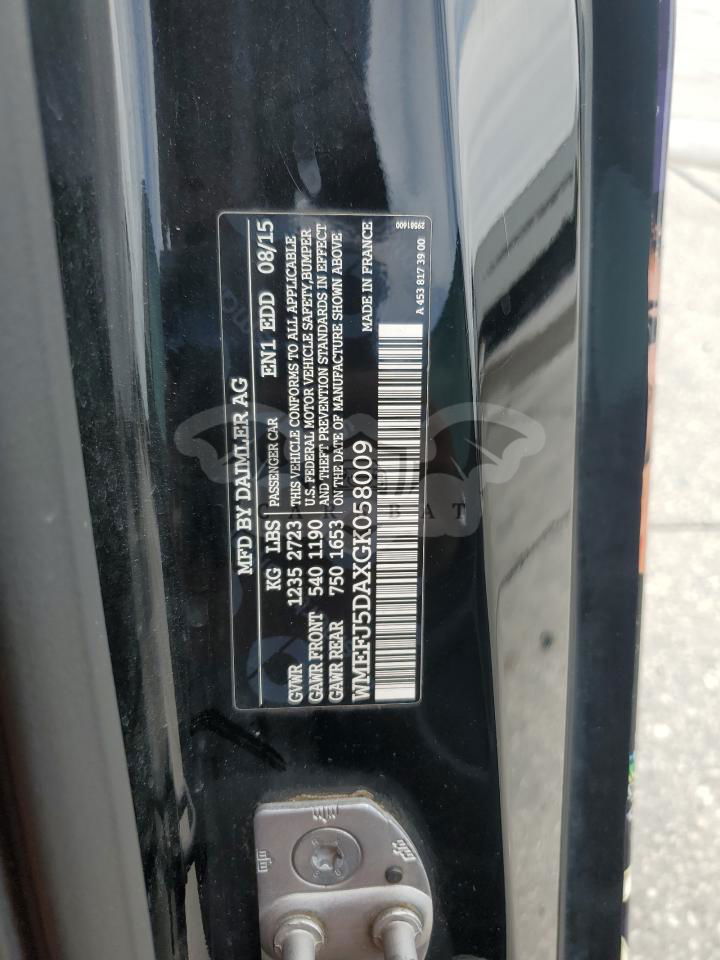 MFD BY DAIMLER AG
KG LBS PASSENGER CAR EN1 EDD 08/15
GVWR 1235 2723 THIS VEHICLE CONFORMS TO ALL APPLICABLE
GAWR FRONT 540 1190 U.S. FEDERAL MOTOR VEHICLE SAFETY, BUMPER
AND THEFT PREVENTION STANDARDS IN EFFECT
GAWR REAR 750 1653 ON THE DATE OF MANUFACTURE SHOWN ABOVE
WMEFJ5DAXGK058009 MADE IN FRANCE
A 453 817 39 00 29581600